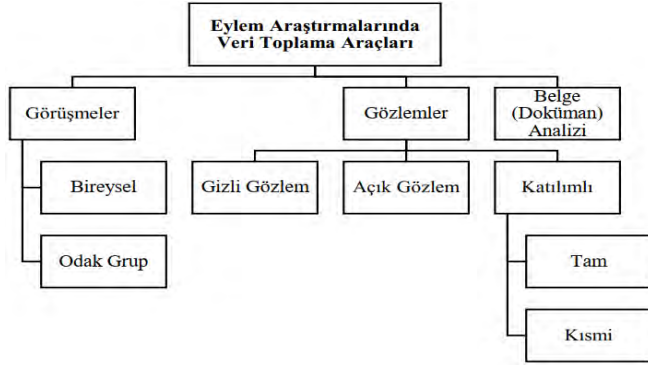 Eylem Araştırmalarında
Veri Toplama Araçları
Görüşmeler
Gözlemler
Belge
(Doküman)
Analizi
Bireysel
Gizli Gözlem
Açık Gözlem
Katılımlı
Odak Grup
Tam
Kısmi